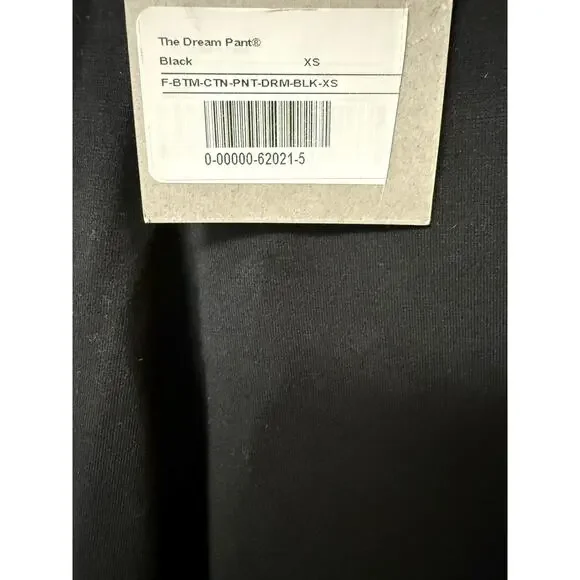 The Dream Pant®
Black XS
F-BTM-CTN-PNT-DRM-BLK-XS
0-00000-62021-5